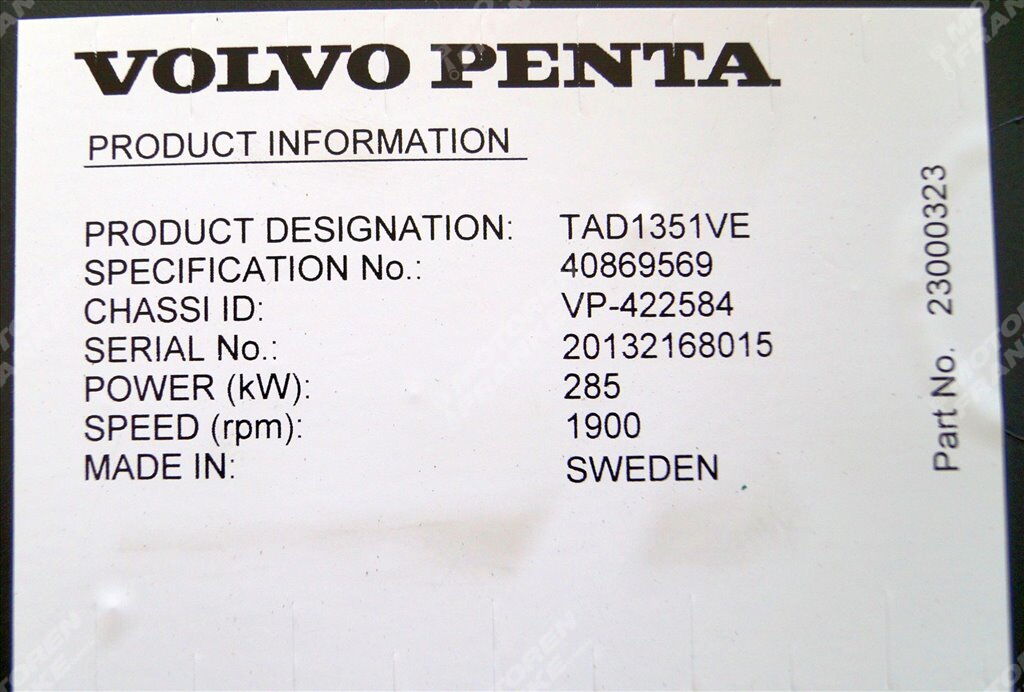 VOLVO PENTA
PRODUCT INFORMATION
PRODUCT DESIGNATION: TAD1351VE
SPECIFICATION No.: 40869569
CHASSI ID: VP-422584
SERIAL No.: 20132168015
POWER (kW): 285
SPEED (rpm): 1900
MADE IN: SWEDEN
Part No. 23000323